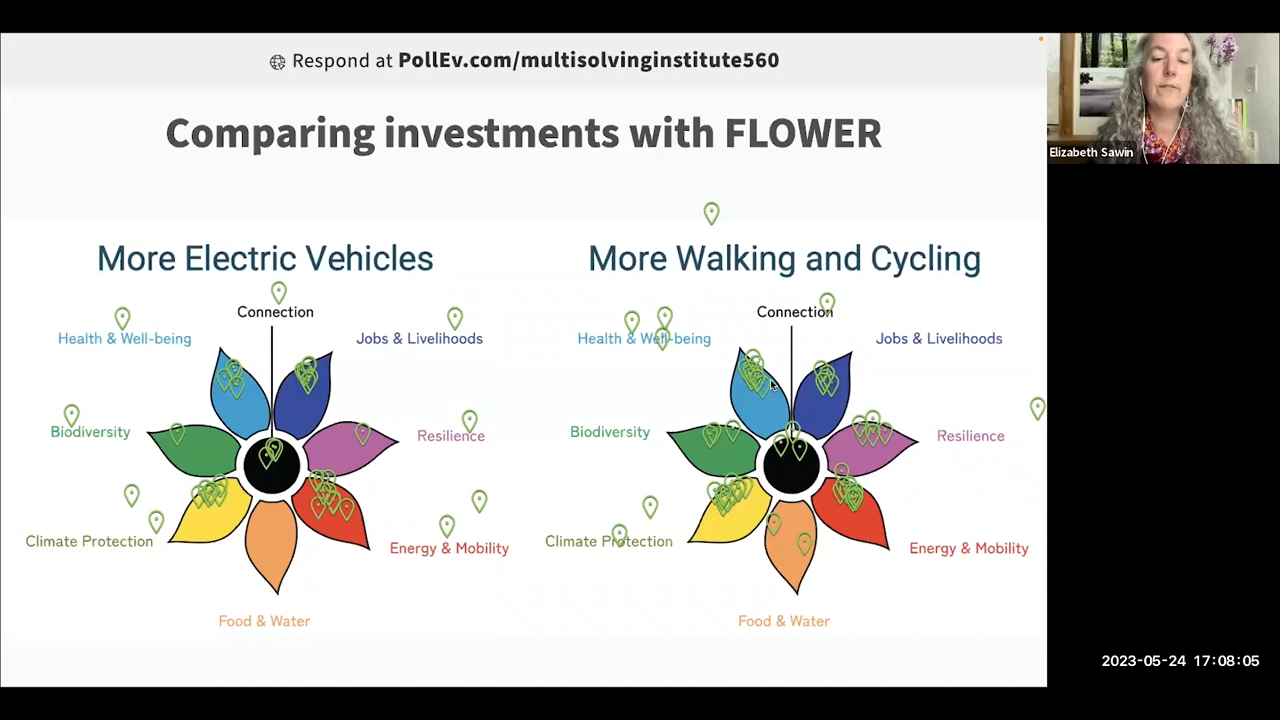 Respond at PollEv.com/multisolvinginstitute560
Elizabeth Sawin
Comparing investments with FLOWER
More Electric Vehicles
Connection
Health & Well-being
Jobs & Livelihoods
Biodiversity
Resilience
Climate Protection
Energy & Mobility
Food & Water
More Walking and Cycling
Connection
Health & Well-being
Jobs & Livelihoods
Biodiversity
Resilience
Climate Protection
Energy & Mobility
Food & Water
2023-05-24 17:08:05